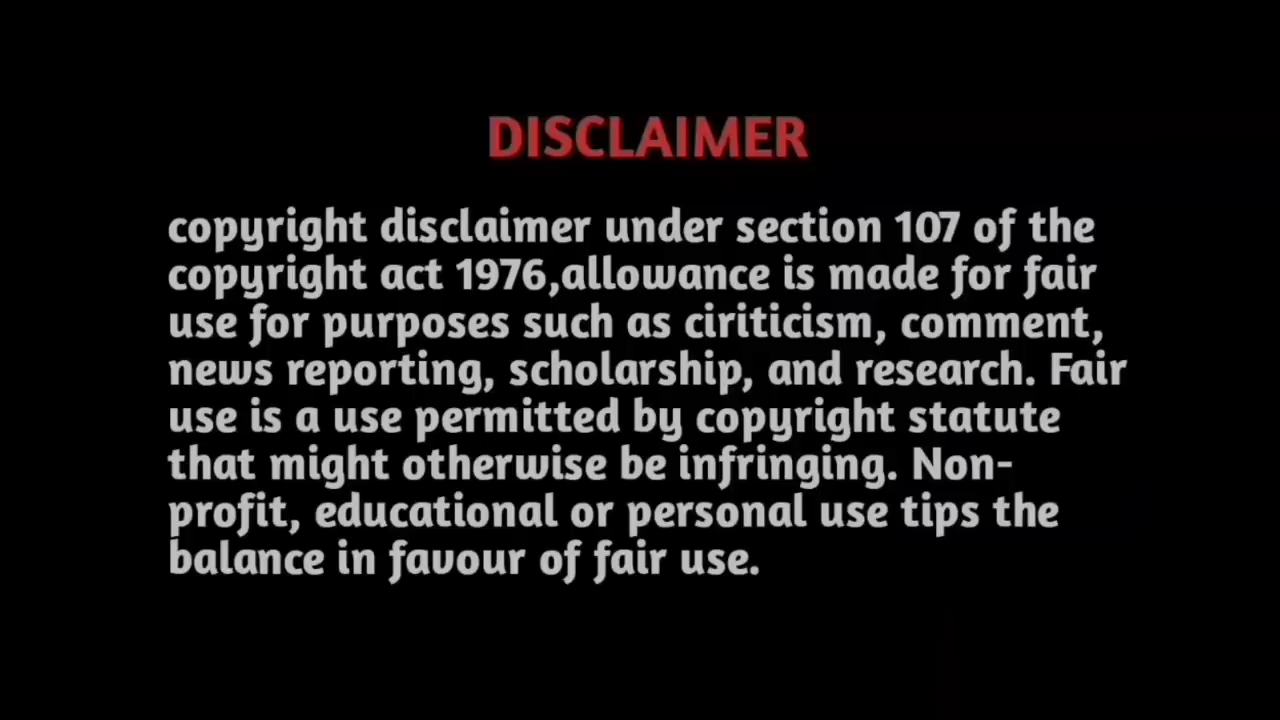 DISCLAIMER
copyright disclaimer under section 107 of the
copyright act 1976,allowance is made for fair
use for purposes such as ciriticism, comment,
news reporting, scholarship, and research. Fair
use is a use permitted by copyright statute
that might otherwise be infringing. Non-
profit, educational or personal use tips the
balance in favour of fair use.